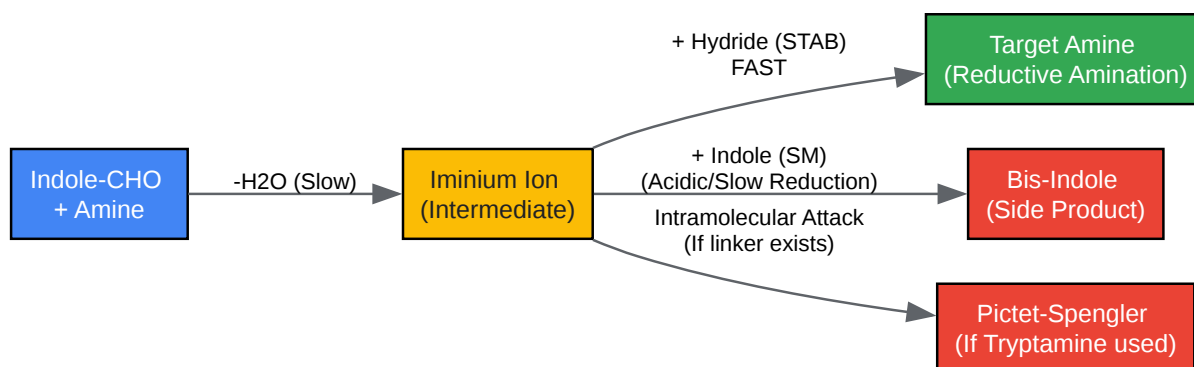 Indole-CHO
+ Amine
-H2O (Slow)
Iminium Ion
(Intermediate)
+ Hydride (STAB)
FAST
Target Amine
(Reductive Amination)
+ Indole (SM)
(Acidic/Slow Reduction)
Bis-Indole
(Side Product)
Intramolecular Attack
(If linker exists)
Pictet-Spengler
(If Tryptamine used)